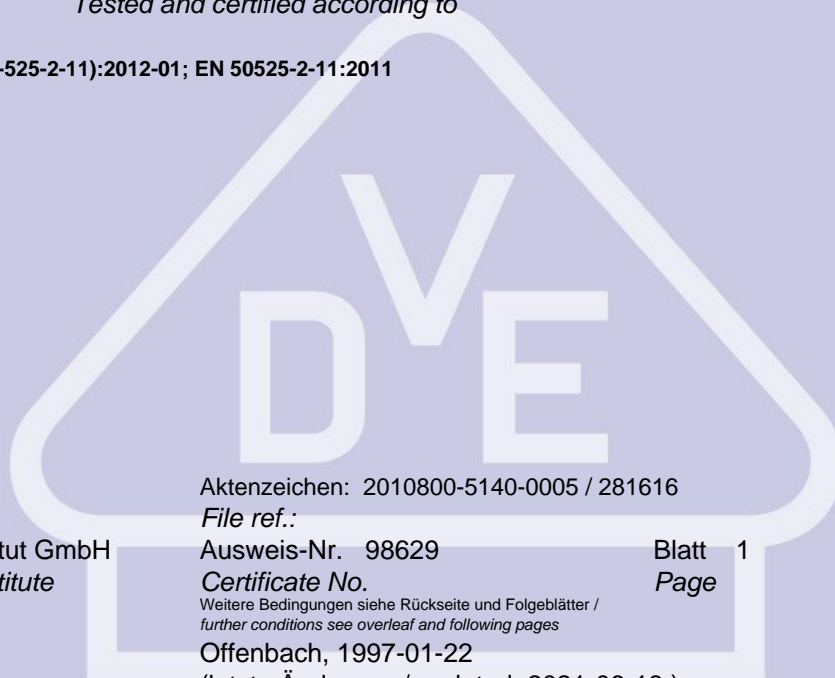 Tested and certified according to
-525-2-11):2012-01; EN 50525-2-11:2011
VDE
Aktenzeichen: 2010800-5140-0005 / 281616
File ref.:
tut GmbH Ausweis-Nr. 98629 Blatt 1
titute Certificate No. Page
Weitere Bedingungen siehe Rückseite und Folgeblätter /
further conditions see overleaf and following pages
Offenbach, 1997-01-22